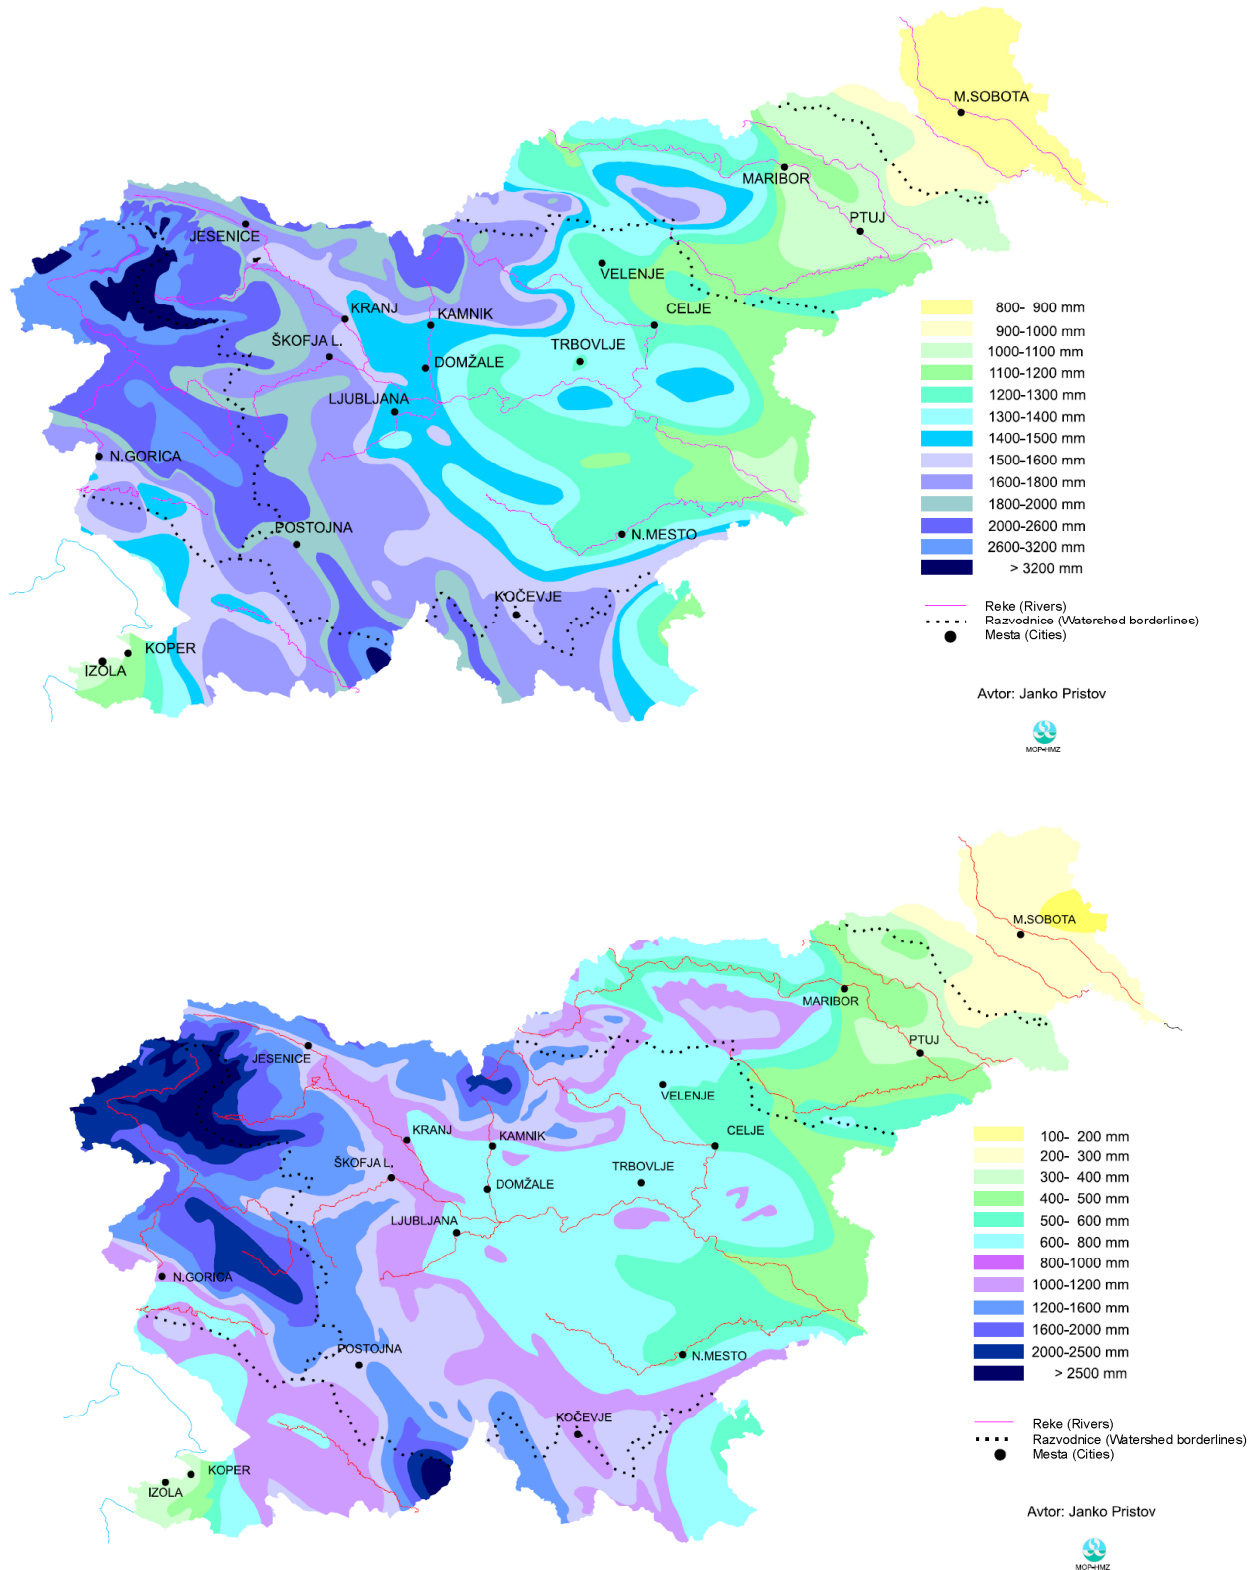 M.SOBOTA
MARIBOR
PTUJ
JESENICE
VELENJE
KRANJ
KAMNIK
CELJE
ŠKOFJA L.
TRBOVLJE
DOMŽALE
LJUBLJANA
N.GORICA
POSTOJNA
N.MESTO
KOČEVJE
KOPER
IZOLA
800- 900 mm
900-1000 mm
1000-1100 mm
1100-1200 mm
1200-1300 mm
1300-1400 mm
1400-1500 mm
1500-1600 mm
1600-1800 mm
1800-2000 mm
2000-2600 mm
2600-3200 mm
> 3200 mm
Reke (Rivers)
Razvodnice (Watershed borderlines)
Mesta (Cities)
Avtor: Janko Pristov
MOP-HMZ
M.SOBOTA
MARIBOR
PTUJ
JESENICE
VELENJE
KRANJ
KAMNIK
CELJE
ŠKOFJA L.
TRBOVLJE
DOMŽALE
LJUBLJANA
N.GORICA
POSTOJNA
N.MESTO
KOČEVJE
KOPER
IZOLA
100- 200 mm
200- 300 mm
300- 400 mm
400- 500 mm
500- 600 mm
600- 800 mm
800-1000 mm
1000-1200 mm
1200-1600 mm
1600-2000 mm
2000-2500 mm
> 2500 mm
Reke (Rivers)
Razvodnice (Watershed borderlines)
Mesta (Cities)
Avtor: Janko Pristov
MOP-HMZ